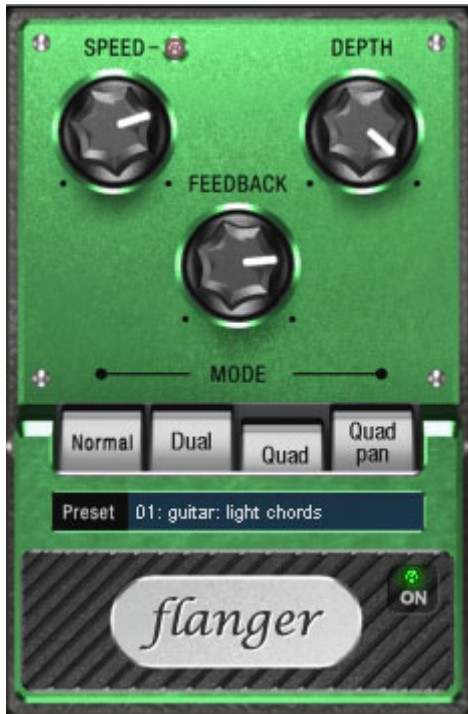 SPEED - DEPTH
FEEDBACK
MODE
Normal Dual Quad Quad pan
Preset 01: guitar: light chords
ON
flanger